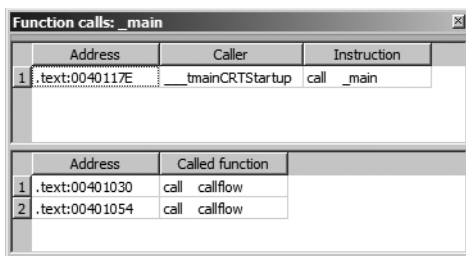 Function calls: _main
Address Caller Instruction
1 .text:0040117E ___tmainCRTStartup call _main
Address Called function
1 .text:00401030 call callflow
2 .text:00401054 call callflow